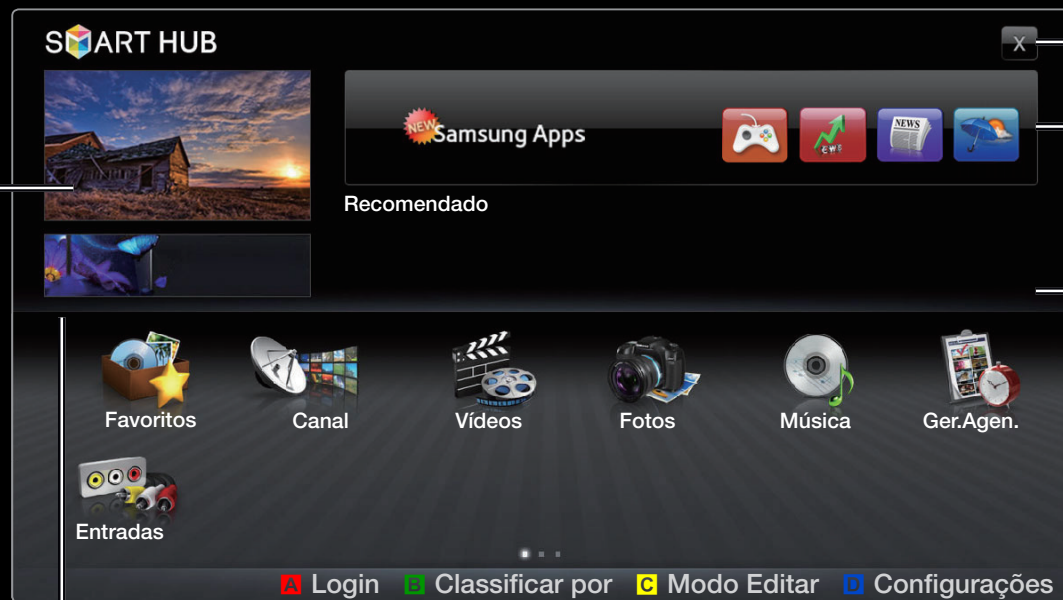 SMART HUB
X
NEW
Samsung Apps
NEWS
NEWS
Recomendado
Favoritos
Canal
Vídeos
Fotos
Música
Ger.Agen.
Entradas
A Login B Classificar por C Modo Editar D Configurações